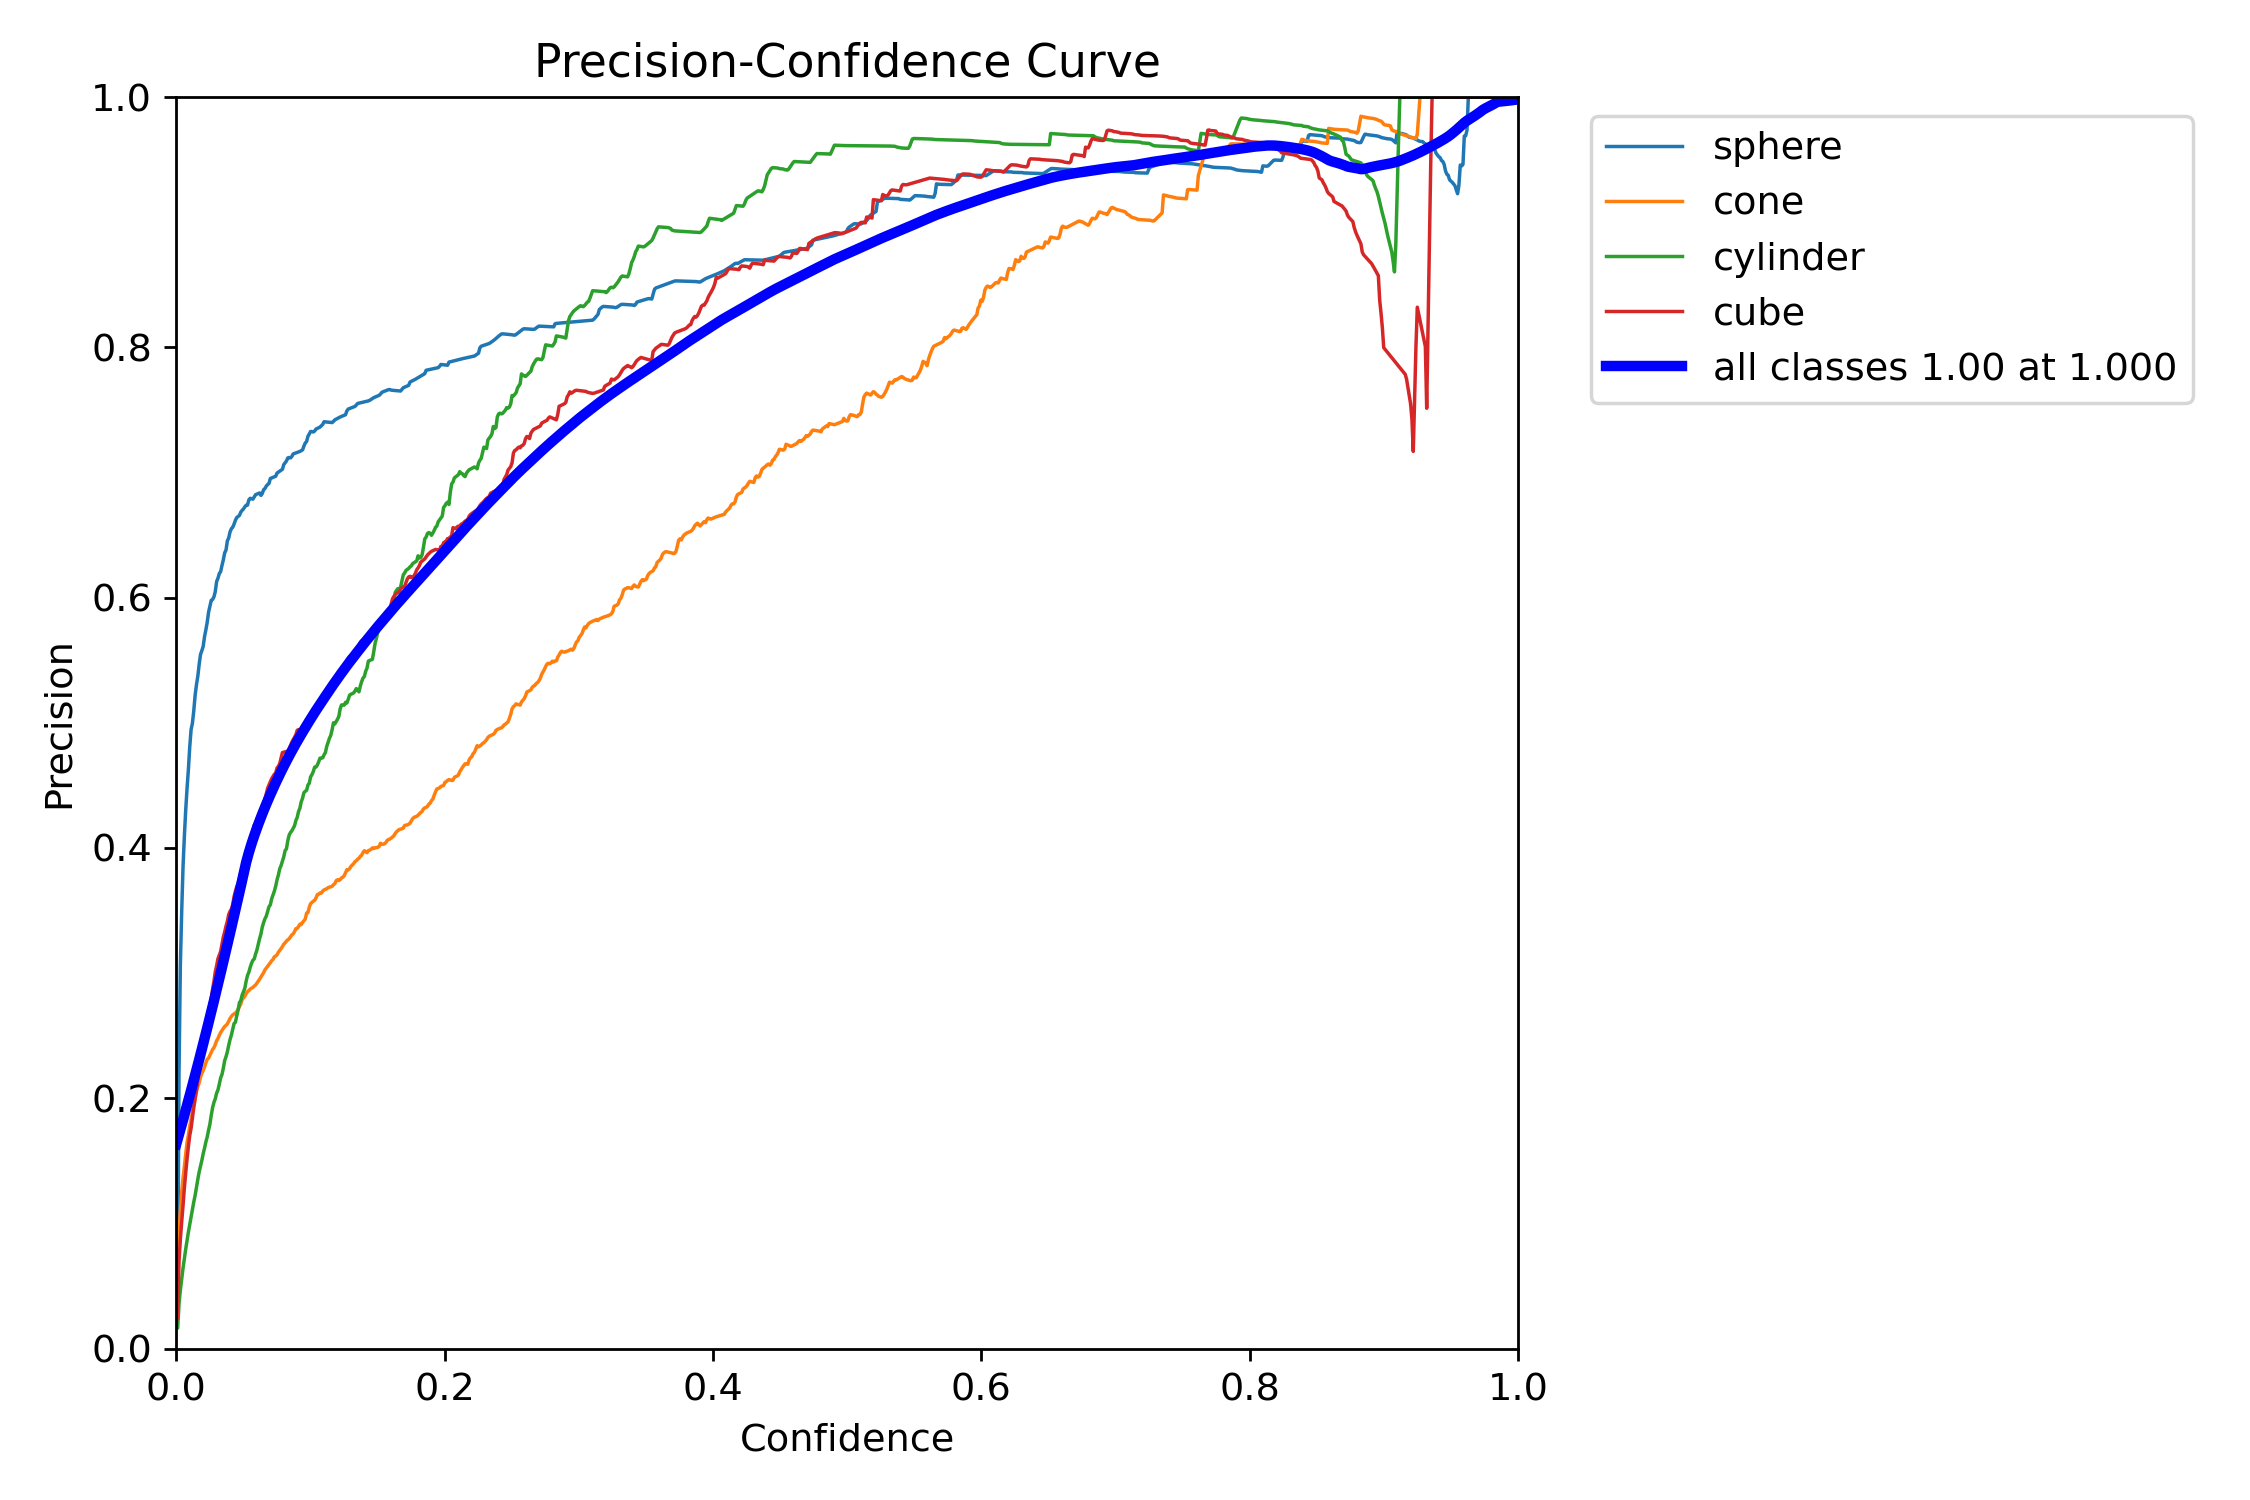 Precision-Confidence Curve
1.0
0.8
0.6
0.4
0.2
0.0
Precision
0.0 0.2 0.4 0.6 0.8 1.0
Confidence
sphere
cone
cylinder
cube
all classes 1.00 at 1.000